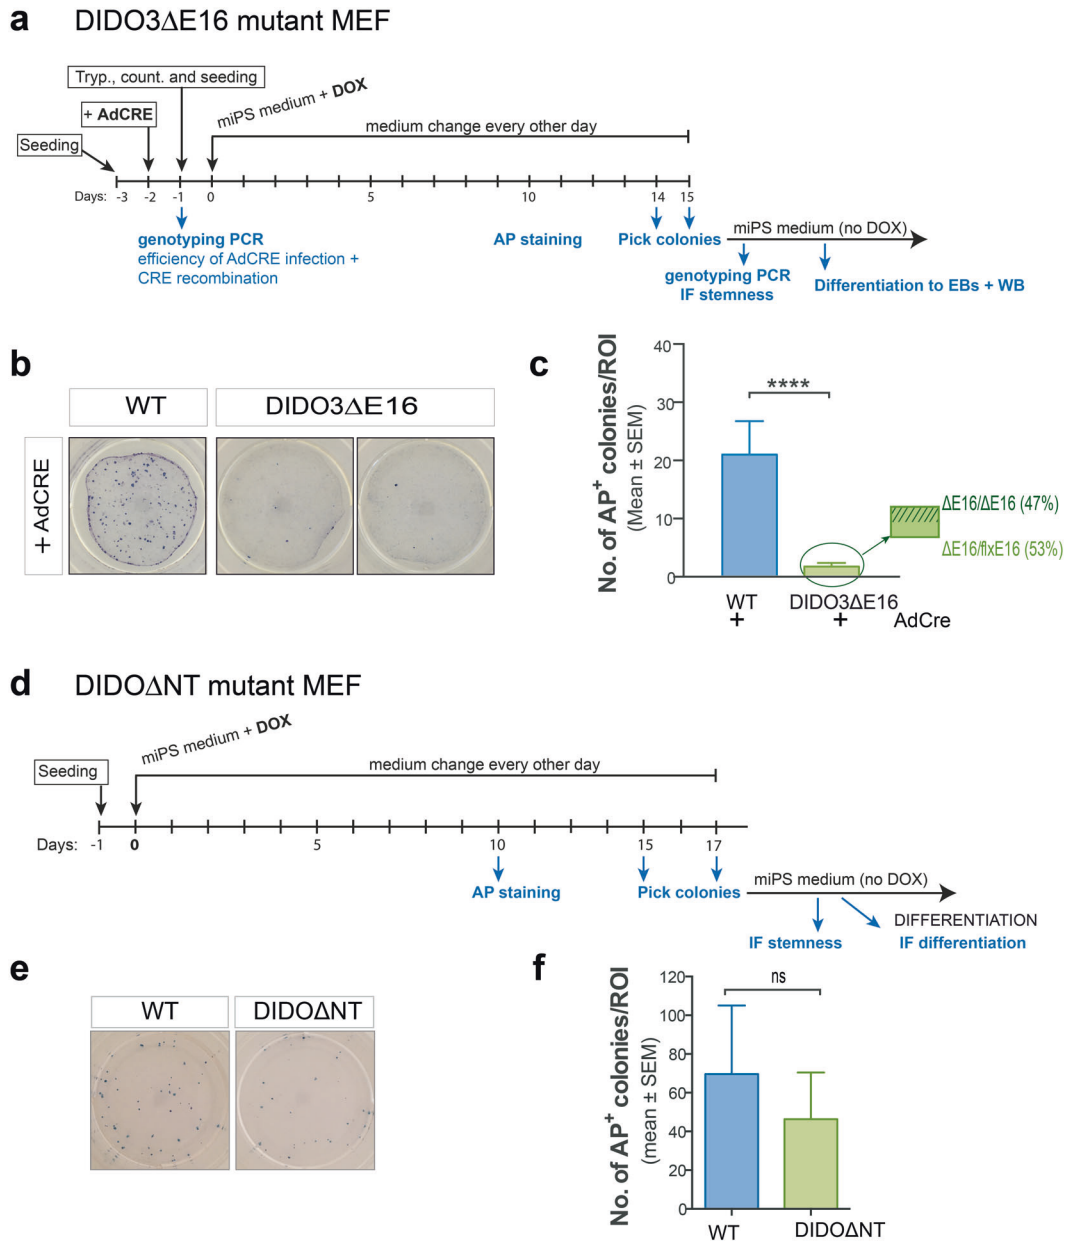 a DIDO3ΔE16 mutant MEF
Tryp., count. and seeding
+ AdCRE
Seeding
miPS medium + DOX
medium change every other day
Days: -3 -2 -1 0 5 10 14 15
genotyping PCR
efficiency of AdCRE infection +
CRE recombination
AP staining
Pick colonies
miPS medium (no DOX)
genotyping PCR
IF stemness
Differentiation to EBs + WB
b
WT DIDO3ΔE16
+ AdCRE
c
No. of AP+ colonies/ROI
(Mean ± SEM)
40
30
20
10
0
****
ΔE16/ΔE16 (47%)
ΔE16/flxE16 (53%)
WT DIDO3ΔE16
+ + AdCre
d DIDOΔNT mutant MEF
Seeding
miPS medium + DOX
medium change every other day
Days: -1 0 5 10 15 17
AP staining
Pick colonies
miPS medium (no DOX)
IF stemness
DIFFERENTIATION
IF differentiation
e
WT DIDOΔNT
f
No. of AP+ colonies/ROI
(mean ± SEM)
120
100
80
60
40
20
0
ns
WT DIDOΔNT